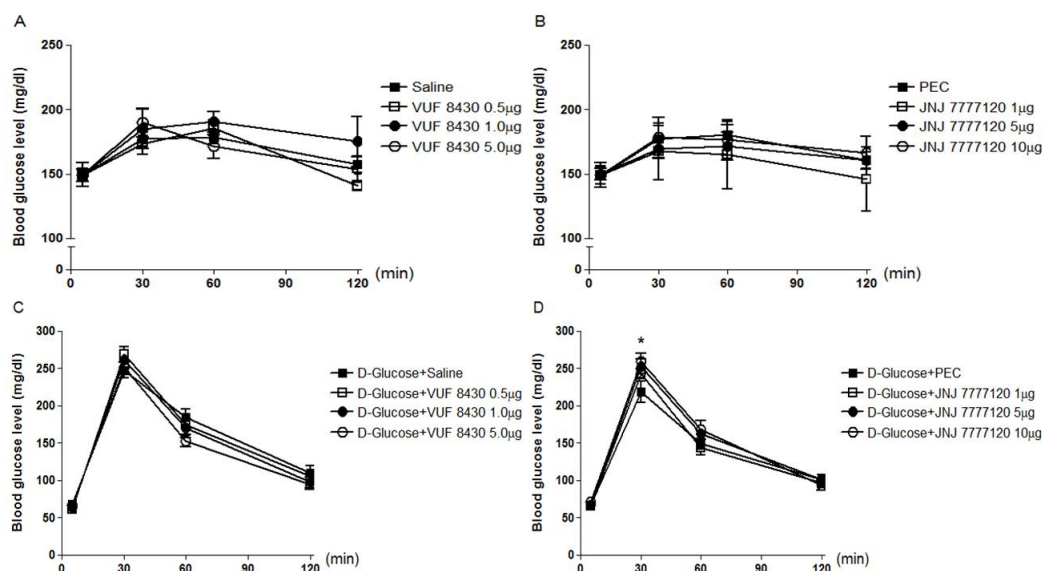 A
Blood glucose level (mg/dl)
250
200
150
100
0
0 30 60 90 120 (min)
Saline
VUF 8430 0.5µg
VUF 8430 1.0µg
VUF 8430 5.0µg
B
Blood glucose level (mg/dl)
250
200
150
100
0
0 30 60 90 120 (min)
PEC
JNJ 7777120 1µg
JNJ 7777120 5µg
JNJ 7777120 10µg
C
Blood glucose level (mg/dl)
300
250
200
150
100
50
0
0 30 60 90 120 (min)
D-Glucose+Saline
D-Glucose+VUF 8430 0.5µg
D-Glucose+VUF 8430 1.0µg
D-Glucose+VUF 8430 5.0µg
D
Blood glucose level (mg/dl)
300
250
200
150
100
50
0
*
0 30 60 90 120 (min)
D-Glucose+PEC
D-Glucose+JNJ 7777120 1µg
D-Glucose+JNJ 7777120 5µg
D-Glucose+JNJ 7777120 10µg